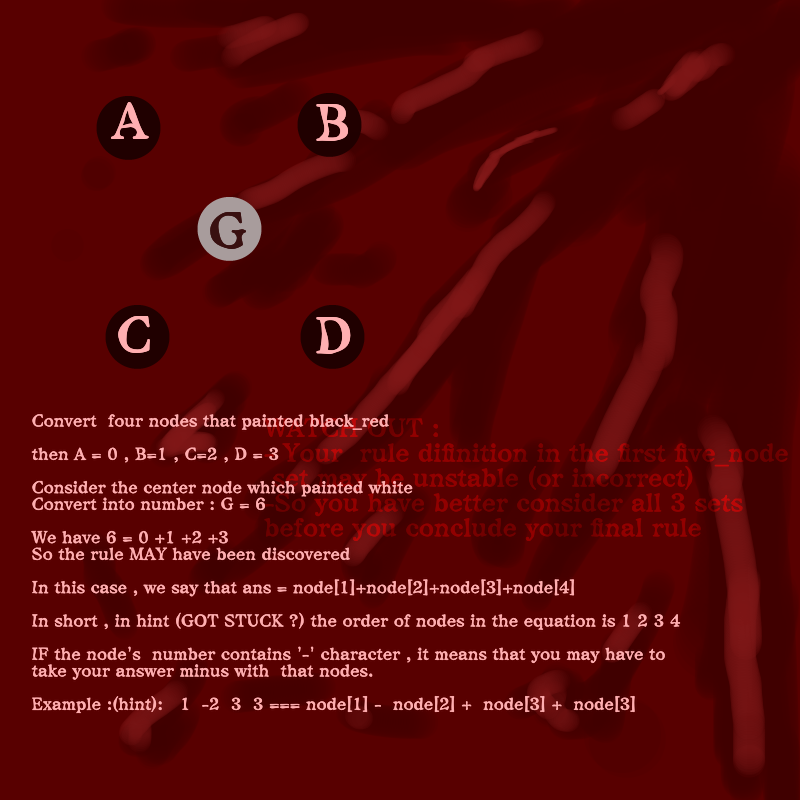 A B
G
C D
Convert four nodes that painted black_red
WATCH OUT :
then A = 0 , B=1 , C=2 , D = 3
-Your rule difinition in the first five_node
set may be unstable (or incorrect)
Consider the center node which painted white
Convert into number : G = 6
-So you have better consider all 3 sets
before you conclude your final rule
We have 6 = 0 +1 +2 +3
So the rule MAY have been discovered
In this case , we say that ans = node[1]+node[2]+node[3]+node[4]
In short , in hint (GOT STUCK ?) the order of nodes in the equation is 1 2 3 4
IF the node's number contains '-' character , it means that you may have to
take your answer minus with that nodes.
Example :(hint): 1 -2 3 3 === node[1] - node[2] + node[3] + node[3]